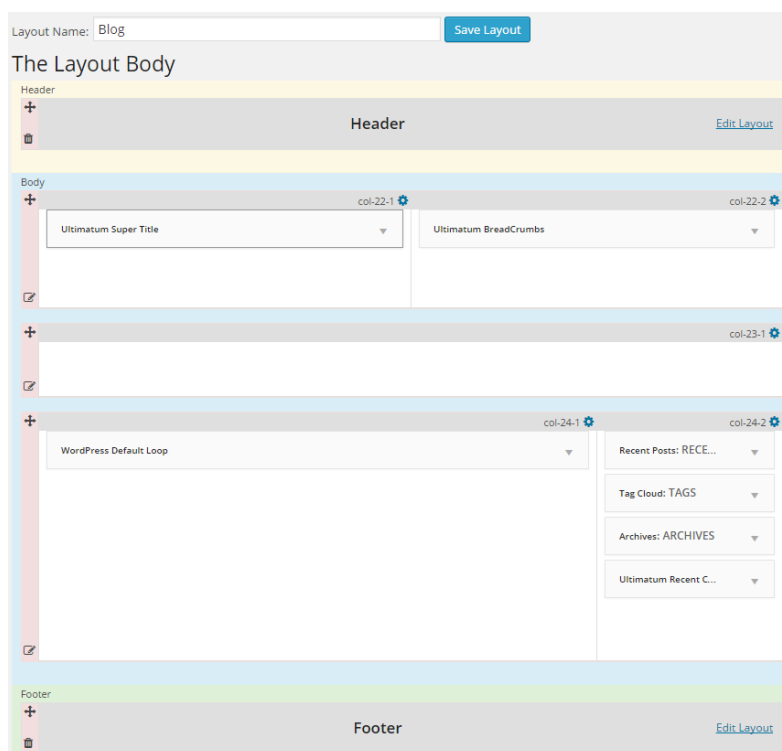 Layout Name: Blog Save Layout
The Layout Body
Header
Header Edit Layout
Body
col-22-1 col-22-2
Ultimatum Super Title Ultimatum BreadCrumbs
col-23-1
col-24-1 col-24-2
WordPress Default Loop Recent Posts: RECE...
Tag Cloud: TAGS
Archives: ARCHIVES
Ultimatum Recent C...
Footer
Footer Edit Layout